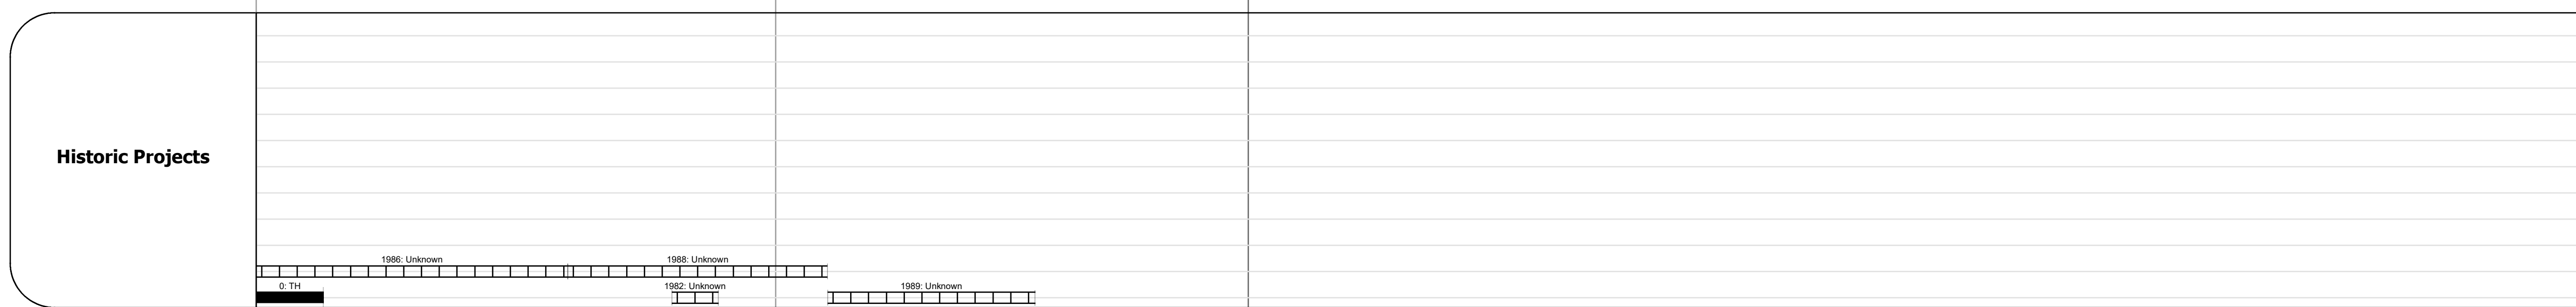 Historic Projects
1986: Unknown
1988: Unknown
0: TH
1982: Unknown
1989: Unknown